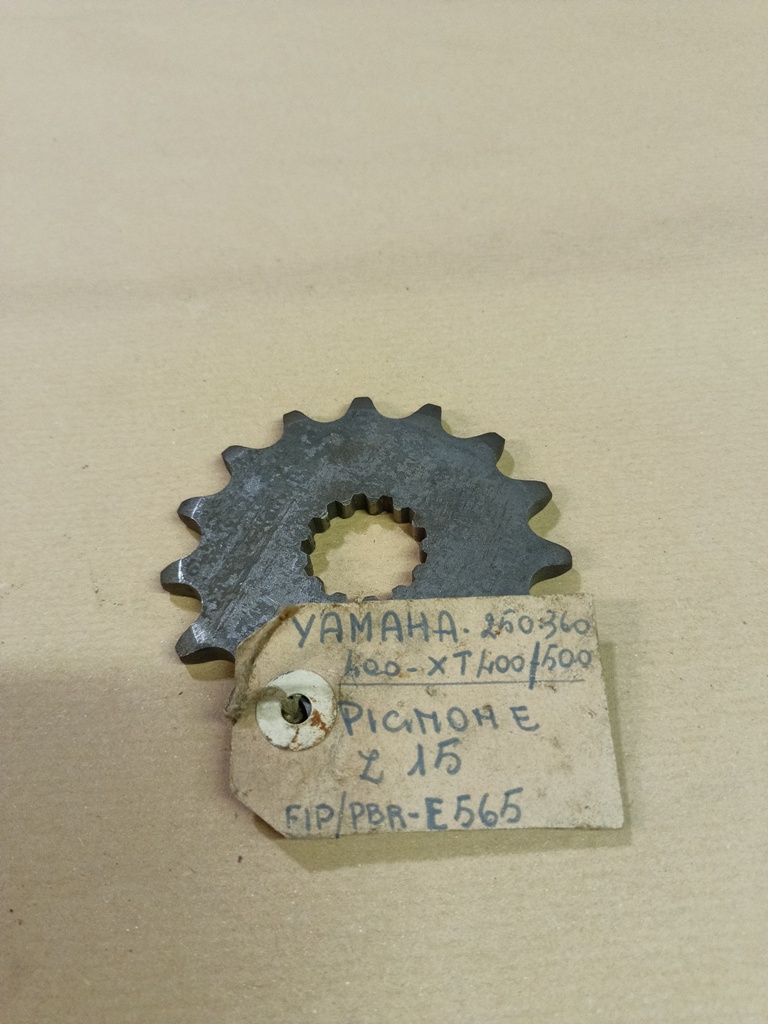 YAMAHA. 250.360
400-XT400/500
PIGNONE
Z 15
FIP/PBR-E565